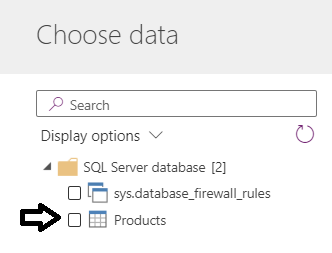 Choose data
Search
Display options
SQL Server database [2]
sys.database_firewall_rules
Products